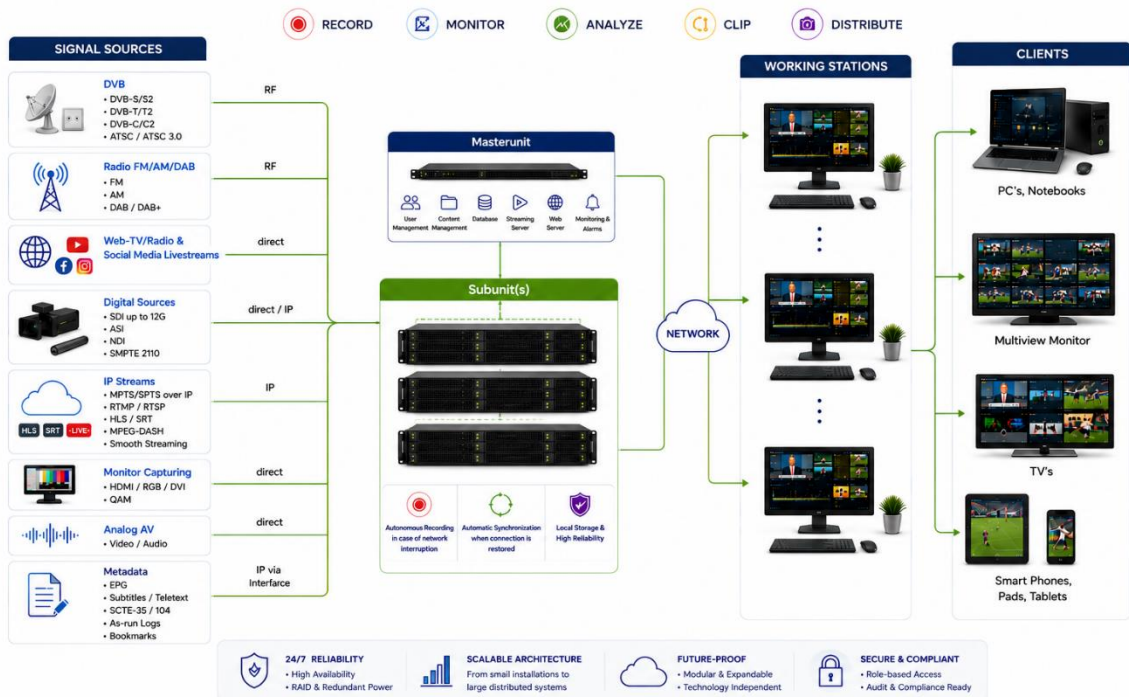 RECORD
MONITOR
ANALYZE
CLIP
DISTRIBUTE
SIGNAL SOURCES
DVB
• DVB-S/S2
• DVB-T/T2
• DVB-C/C2
• ATSC / ATSC 3.0
RF
Radio FM/AM/DAB
• FM
• AM
• DAB / DAB+
RF
Web-TV/Radio &
Social Media Livestreams
direct
Digital Sources
• SDI up to 12G
• ASI
• NDI
• SMPTE 2110
direct / IP
IP Streams
• MPTS/SPTS over IP
• RTMP / RTSP
• HLS / SRT
• MPEG-DASH
• Smooth Streaming
HLS
SRT
•LIVE•
IP
Monitor Capturing
• HDMI / RGB / DVI
• QAM
direct
Analog AV
• Video / Audio
direct
Metadata
• EPG
• Subtitles / Teletext
• SCTE-35 / 104
• As-run Logs
• Bookmarks
IP via
Interfarce
Masterunit
User
Management
Content
Management
Database
Streaming
Server
Web
Server
Monitoring &
Alarms
Subunit(s)
Autonomous Recording
in case of network
interruption
Automatic Synchronization
when connection is
restored
Local Storage &
High Reliability
NETWORK
WORKING STATIONS
CLIENTS
PC's, Notebooks
Multiview Monitor
TV's
Smart Phones,
Pads, Tablets
24/7 RELIABILITY
• High Availability
• RAID & Redundant Power
SCALABLE ARCHITECTURE
From small installations to
large distributed systems
FUTURE-PROOF
• Modular & Expandable
• Technology Independent
SECURE & COMPLIANT
• Role-based Access
• Audit & Compliance Ready